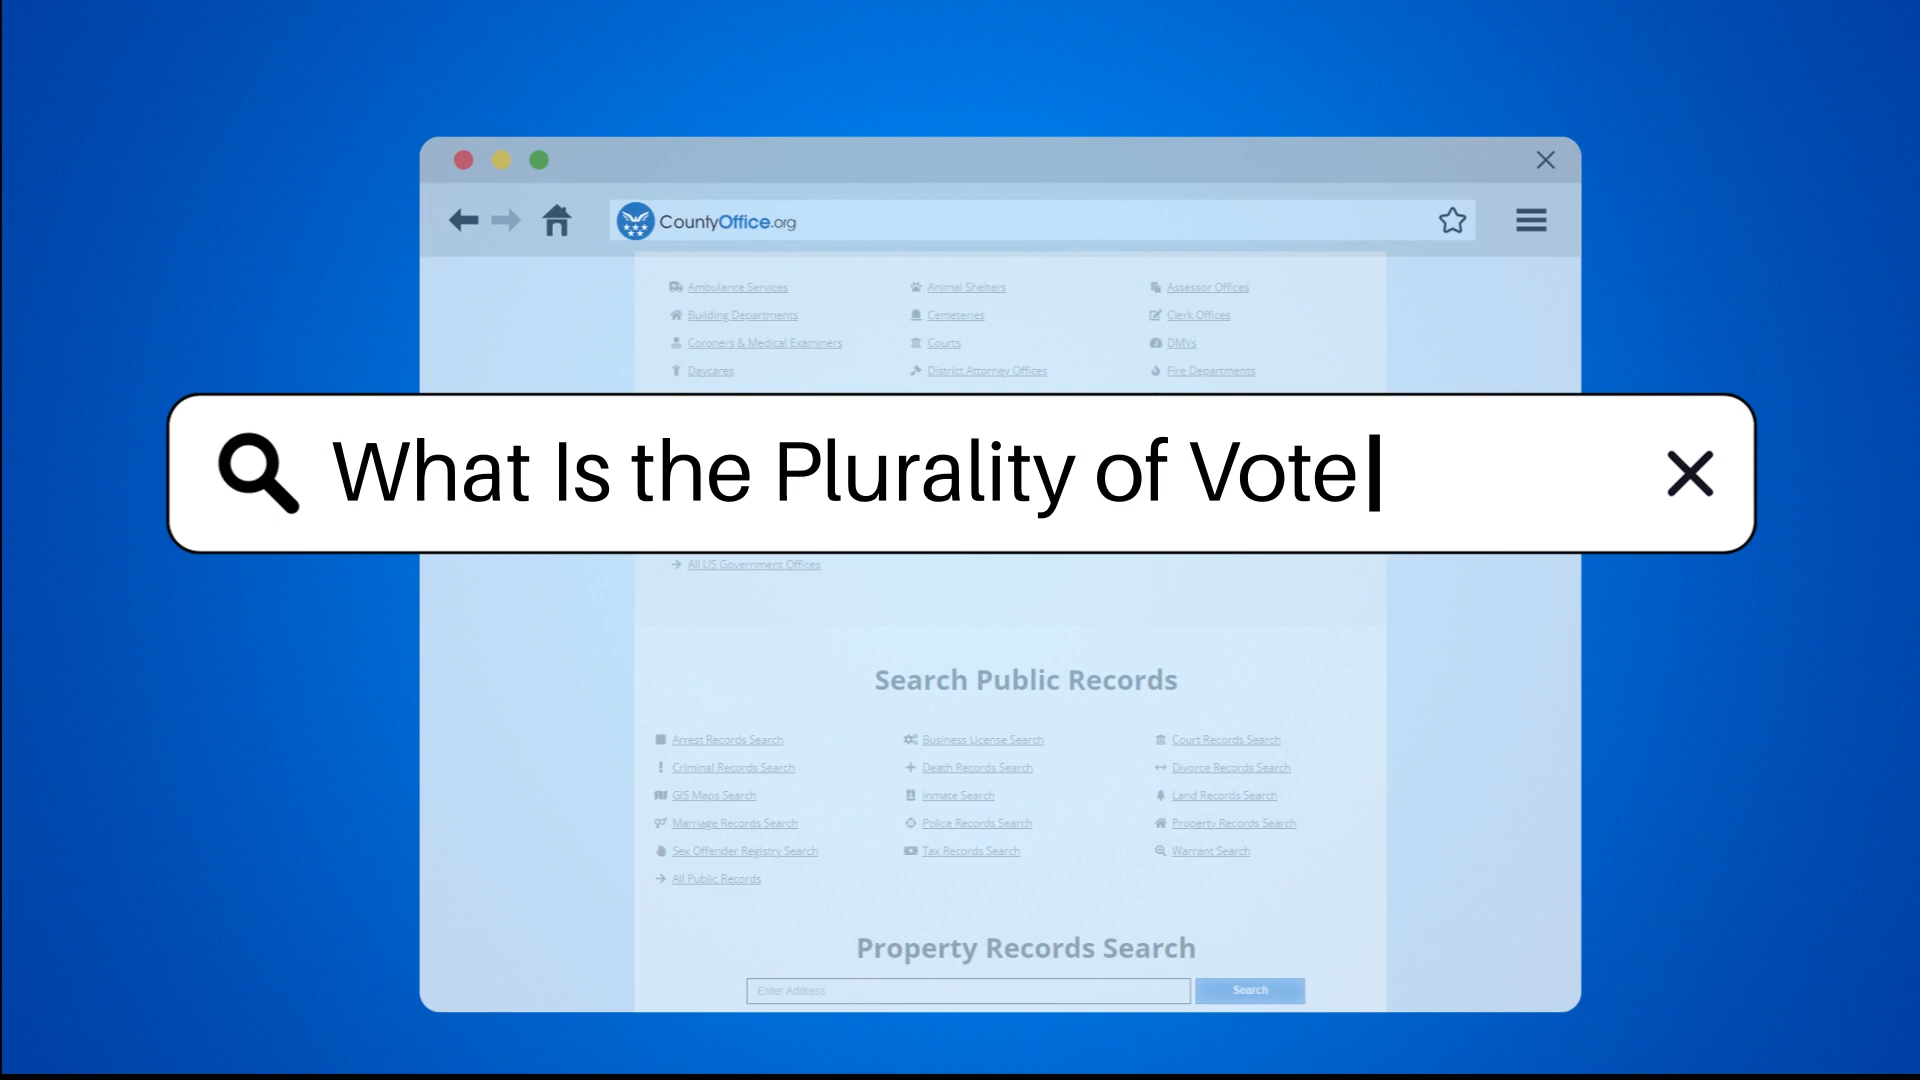 CountyOffice.org
Ambulance Services Animal Shelters Assessor Offices
Building Departments Cemeteries Clerk Offices
Coroners & Medical Examiners Courts DMVs
Daycares District Attorney Offices Fire Departments
What Is the Plurality of Vote
All US Government Offices
Search Public Records
Arrest Records Search Business License Search Court Records Search
Criminal Records Search Death Records Search Divorce Records Search
GIS Maps Search Inmate Search Land Records Search
Marriage Records Search Police Records Search Property Records Search
Sex Offender Registry Search Tax Records Search Warrant Search
All Public Records
Property Records Search
Enter Address Search